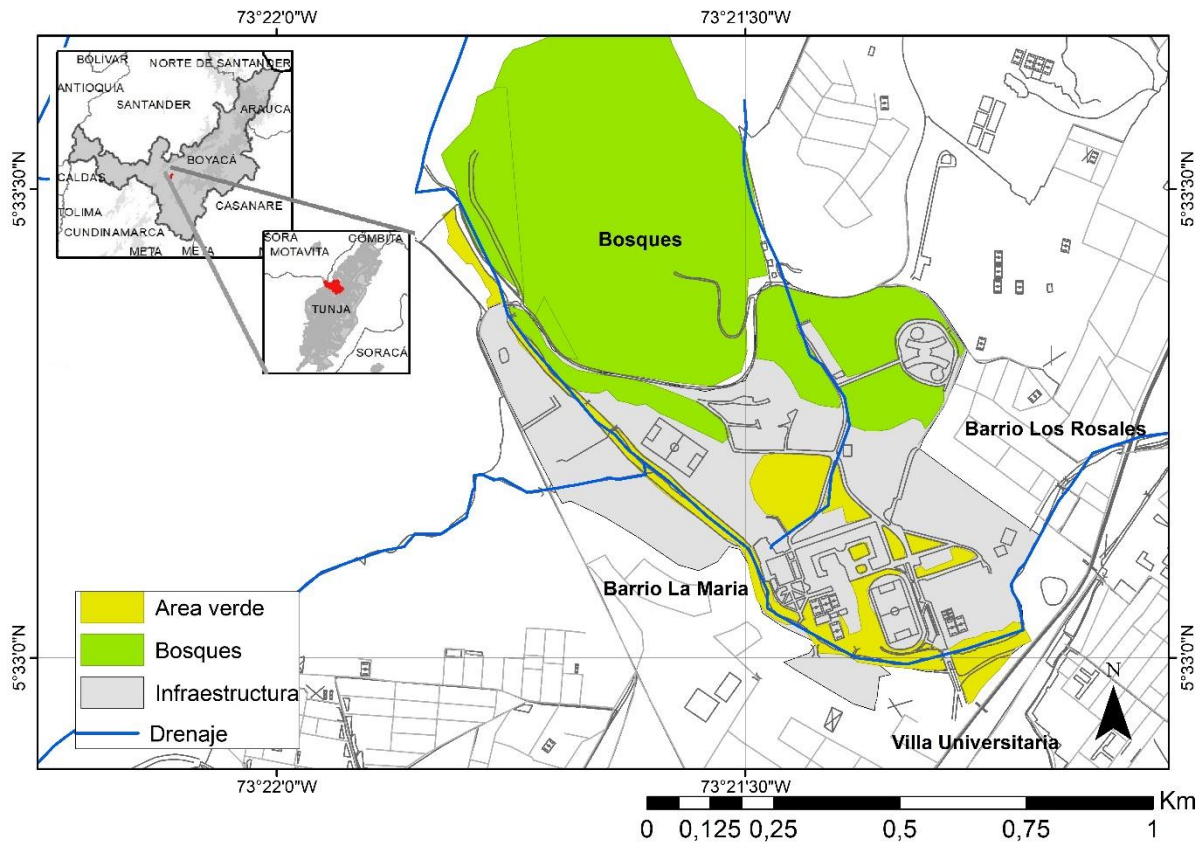 73°22'0"W
73°21'30"W
5°33'30"N
5°33'30"N
BOLÍVAR
NORTE DE SANTANDER
ANTIOQUIA
SANTANDER
ARAUCA
BOYACÁ
CALDAS
CASANARE
TOLIMA
CUNDINAMARCA
META
META
SORA
COMBITA
MOTAVITA
TUNJA
SORACÁ
Bosques
Barrio Los Rosales
Barrio La Maria
Villa Universitaria
Area verde
Bosques
Infraestructura
Drenaje
5°33'0"N
5°33'0"N
N
73°22'0"W
73°21'30"W
Km
0 0,125 0,25 0,5 0,75 1